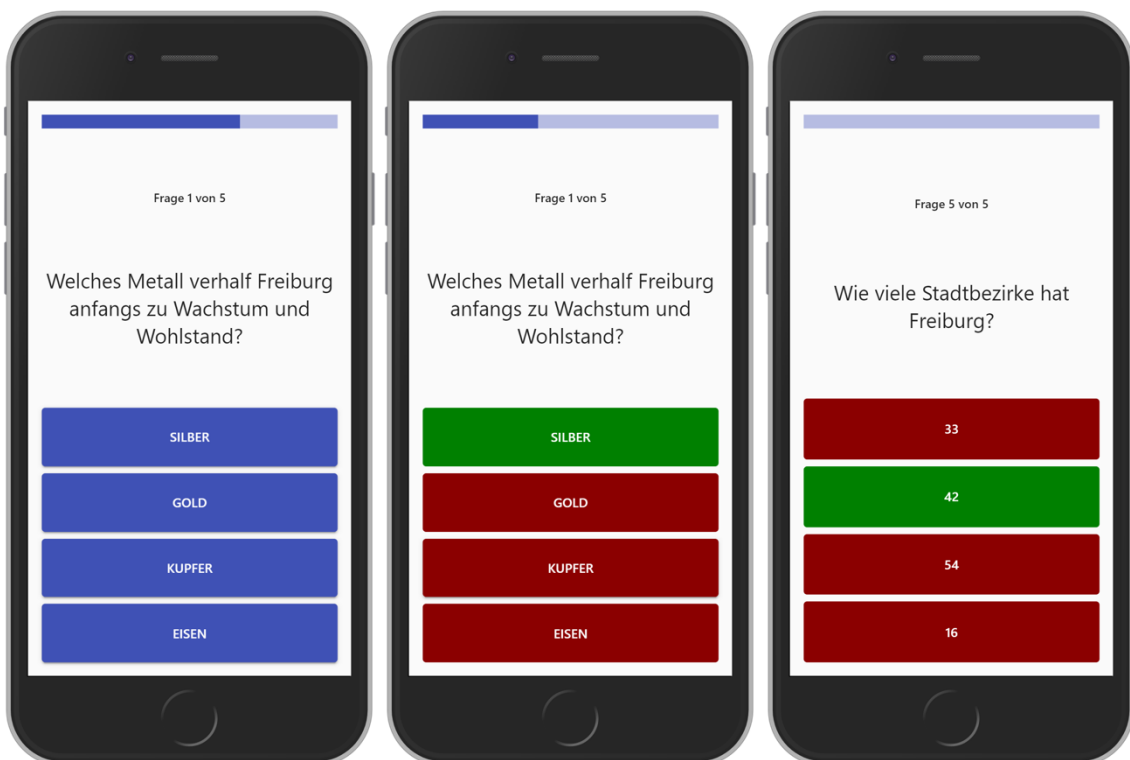 Frage 1 von 5
Welches Metall verhalf Freiburg
anfangs zu Wachstum und
Wohlstand?
SILBER
GOLD
KUPFER
EISEN
Frage 1 von 5
Welches Metall verhalf Freiburg
anfangs zu Wachstum und
Wohlstand?
SILBER
GOLD
KUPFER
EISEN
Frage 5 von 5
Wie viele Stadtbezirke hat
Freiburg?
33
42
54
16